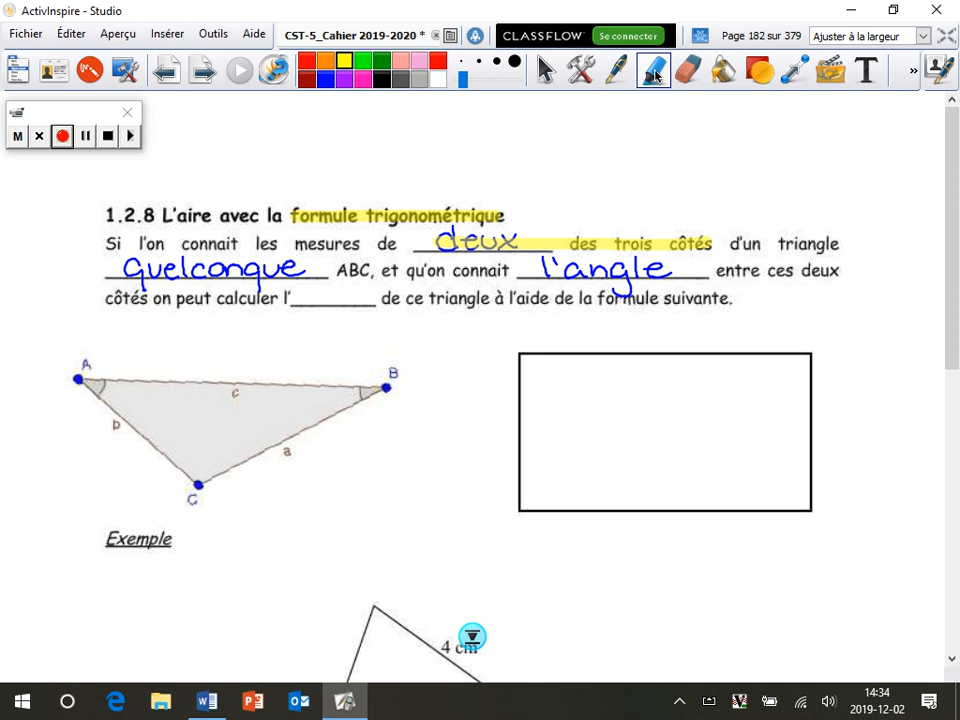 ActivInspire - Studio
Fichier Éditer Aperçu Insérer Outils Aide CST-5_Cahier 2019-2020 * CLASSFLOW Se connecter Page 182 sur 379 Ajuster à la largeur
T »
M
1.2.8 L'aire avec la formule trigonométrique
Si l'on connait les mesures de deux des trois côtés d'un triangle
quelconque ABC, et qu'on connait l'angle entre ces deux
côtés on peut calculer l'________ de ce triangle à l'aide de la formule suivante.
A
B
c
b
a
C
Exemple
4 cm
14:34
2019-12-02